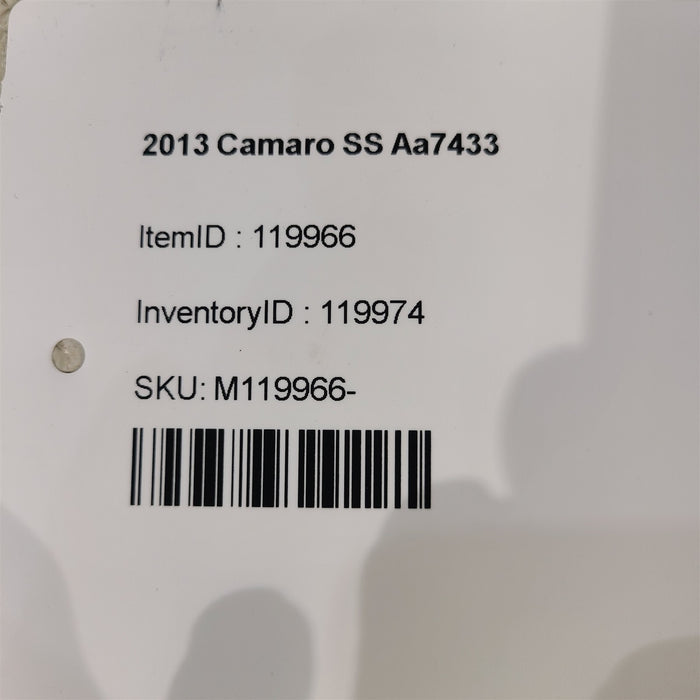 2013 Camaro SS Aa7433
ItemID : 119966
InventoryID : 119974
SKU: M119966-